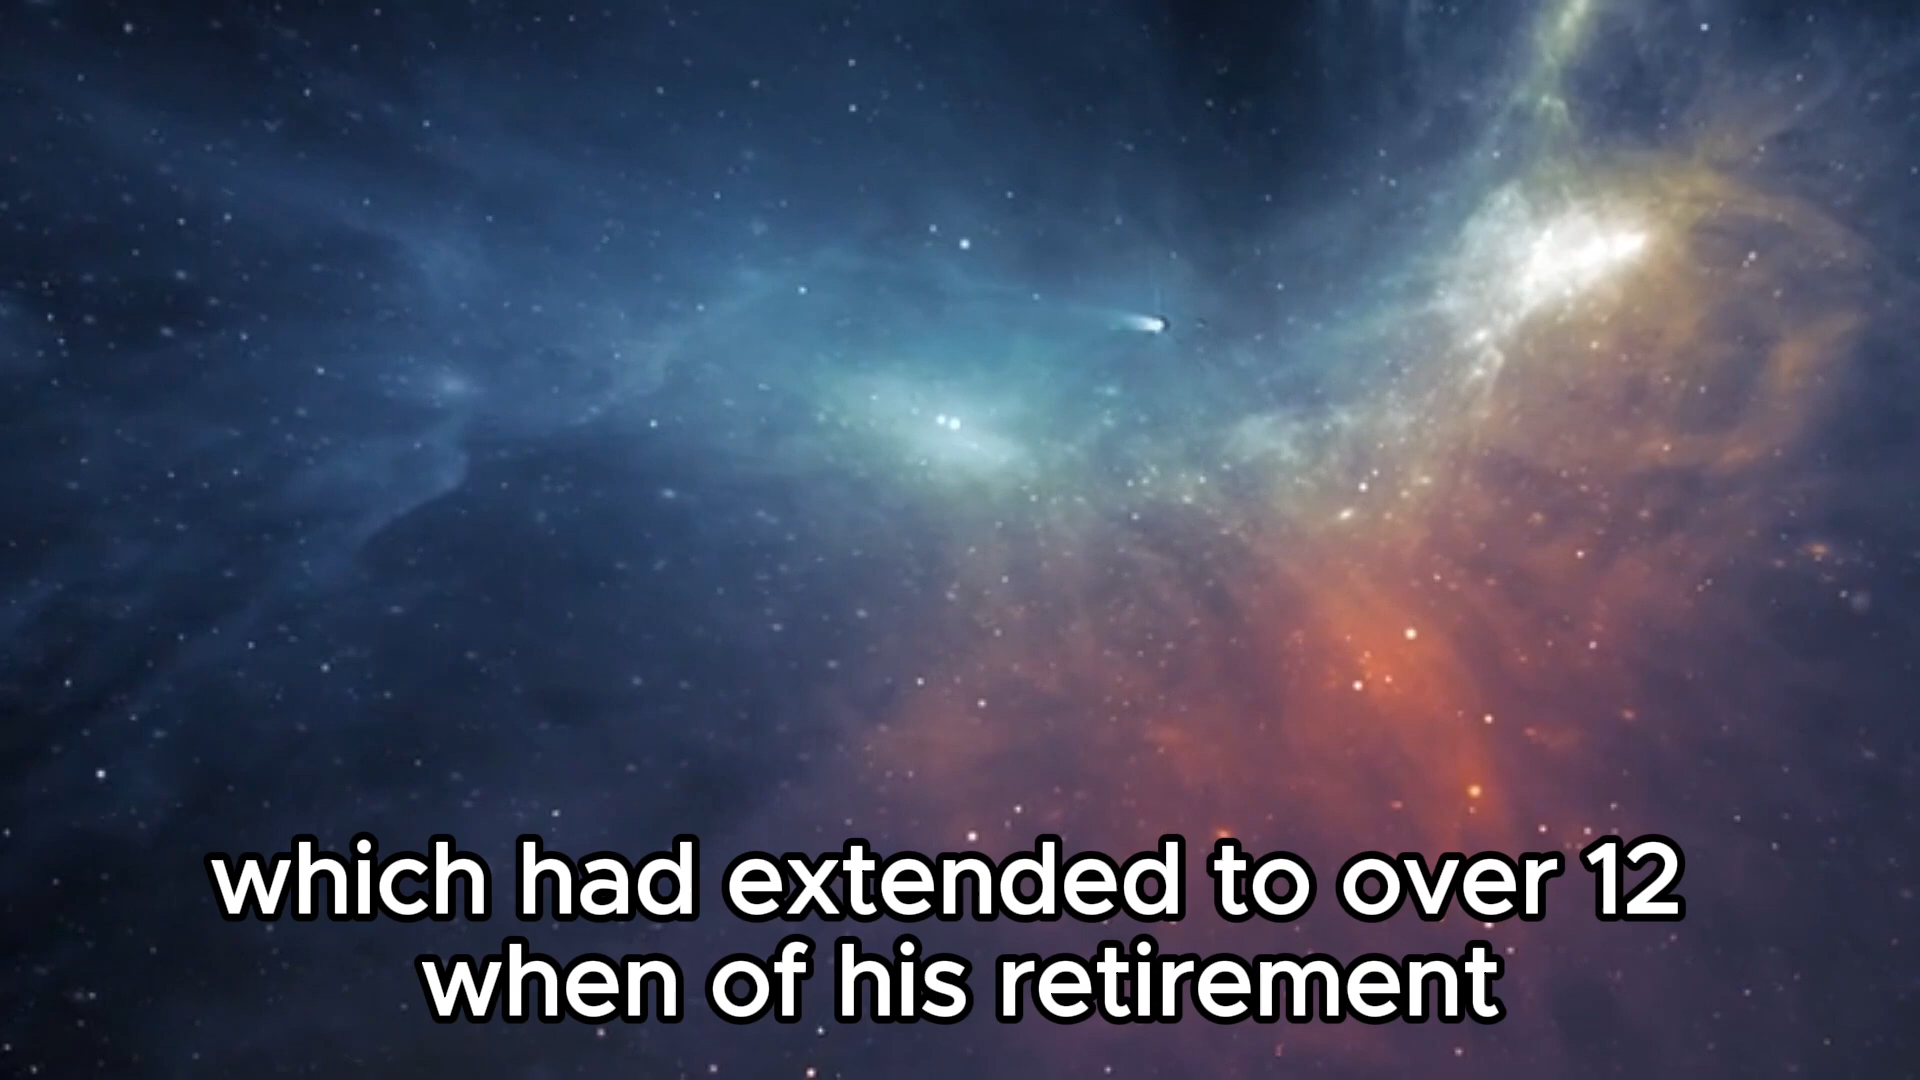 which had extended to over 12
when of his retirement